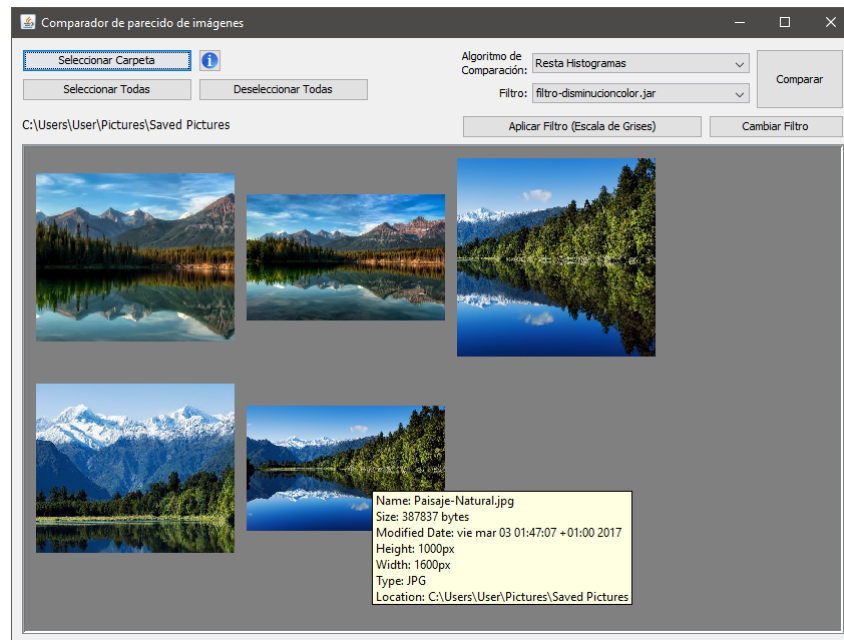 Comparador de parecido de imágenes
Seleccionar Carpeta
Algoritmo de
Comparación:
Resta Histogramas
Comparar
Seleccionar Todas
Deseleccionar Todas
Filtro:
filtro-disminucioncolor.jar
C:\Users\User\Pictures\Saved Pictures
Aplicar Filtro (Escala de Grises)
Cambiar Filtro
Name: Paisaje-Natural.jpg
Size: 387837 bytes
Modified Date: vie mar 03 01:47:07 +01:00 2017
Height: 1000px
Width: 1600px
Type: JPG
Location: C:\Users\User\Pictures\Saved Pictures